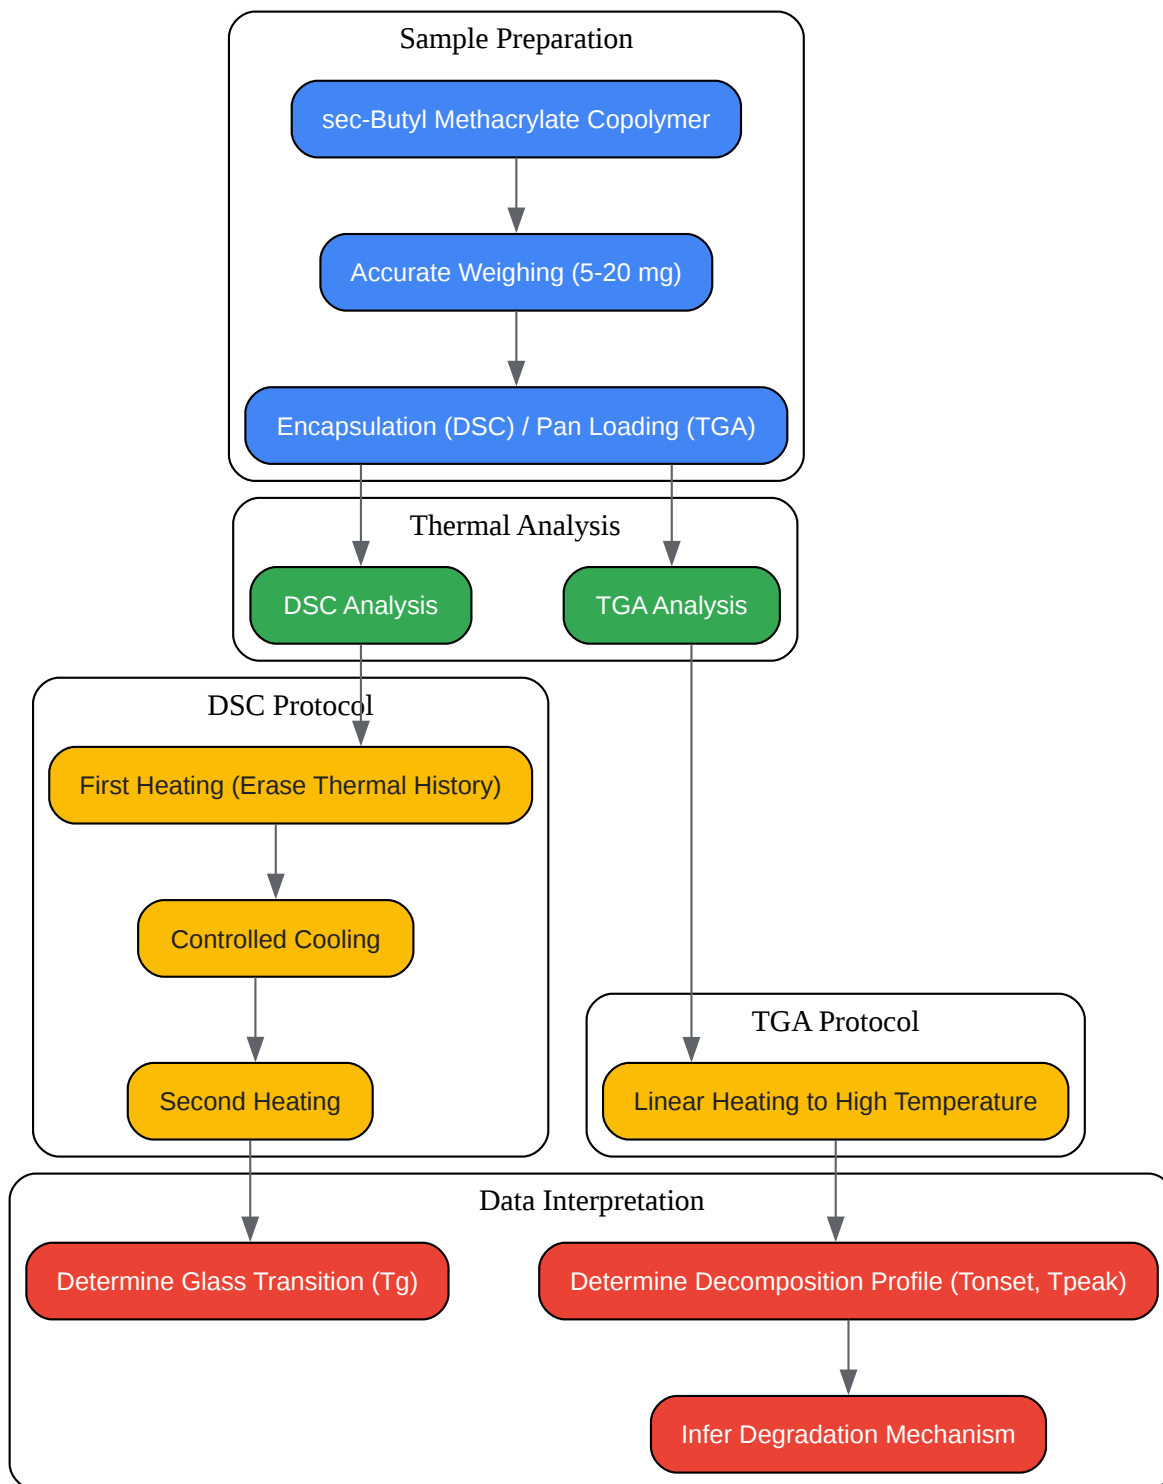 Sample Preparation
sec-Butyl Methacrylate Copolymer
Accurate Weighing (5-20 mg)
Encapsulation (DSC) / Pan Loading (TGA)
Thermal Analysis
DSC Analysis
TGA Analysis
DSC Protocol
First Heating (Erase Thermal History)
Controlled Cooling
Second Heating
TGA Protocol
Linear Heating to High Temperature
Data Interpretation
Determine Glass Transition (Tg)
Determine Decomposition Profile (Tonset, Tpeak)
Infer Degradation Mechanism